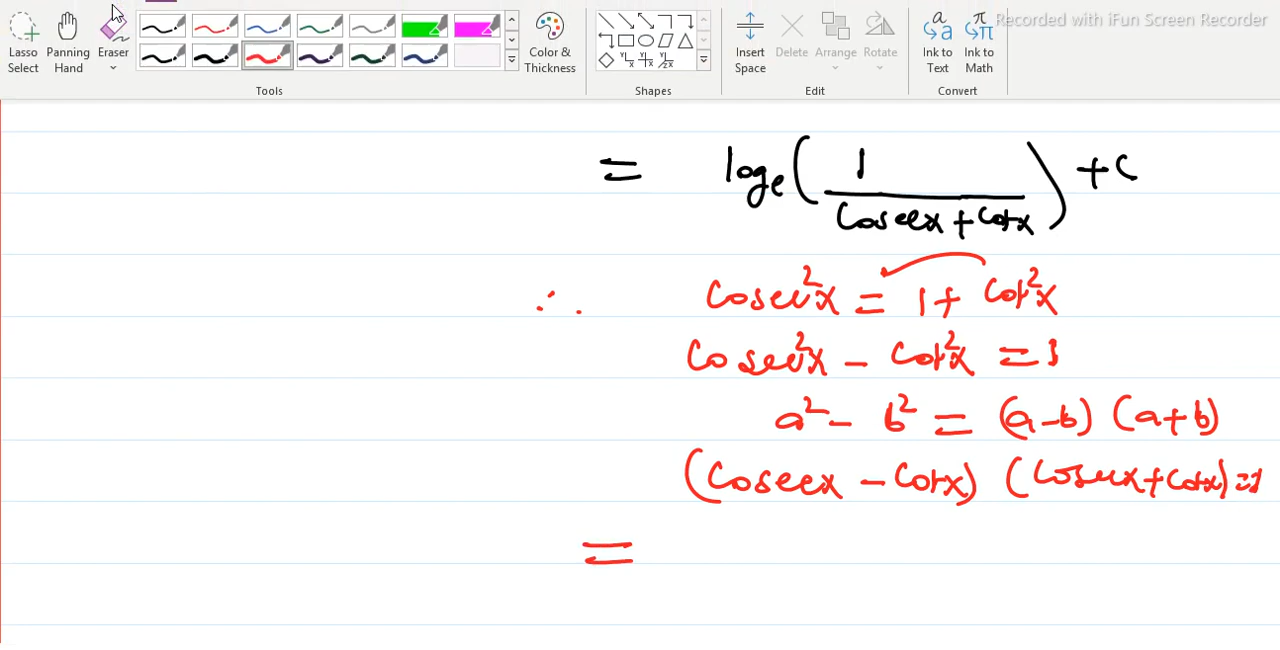 Recorded with iFun Screen Recorder
Lasso Select
Panning Hand
Eraser
Color & Thickness
Insert Space
Delete
Arrange
Rotate
Ink to Text
Ink to Math
Tools
Shapes
Edit
Convert
= logₑ(1/(cosecx + cotx)) + C
∴ cosec²x = 1 + cot²x
cosec²x − cot²x = 1
a² − b² = (a−b) (a+b)
(cosecx − cotx) (cosecx + cotx) = 1
=